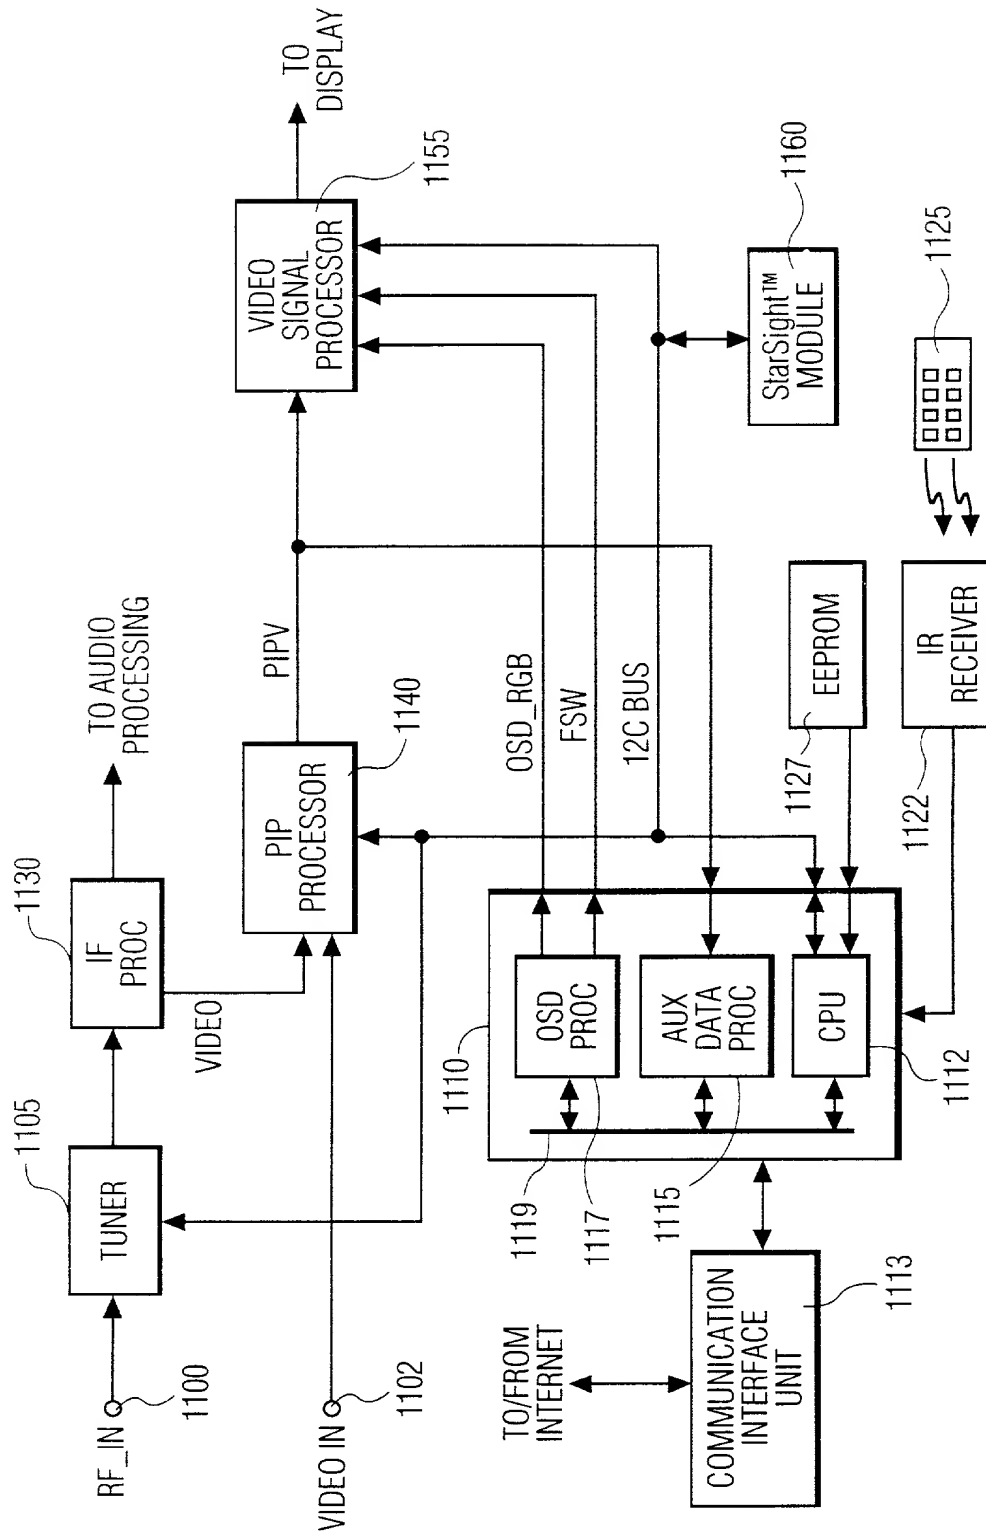 RF_IN
1100
TUNER
1105
IF
PROC
1130
TO AUDIO
PROCESSING
VIDEO
VIDEO IN
1102
PIP
PROCESSOR
1140
PIPV
VIDEO
SIGNAL
PROCESSOR
1155
TO
DISPLAY
OSD_RGB
FSW
12C BUS
1110
OSD
PROC
AUX
DATA
PROC
CPU
1119
1117
1115
1112
TO/FROM
INTERNET
COMMUNICATION
INTERFACE
UNIT
1113
StarSight™
MODULE
1160
EEPROM
1127
IR
RECEIVER
1122
1125